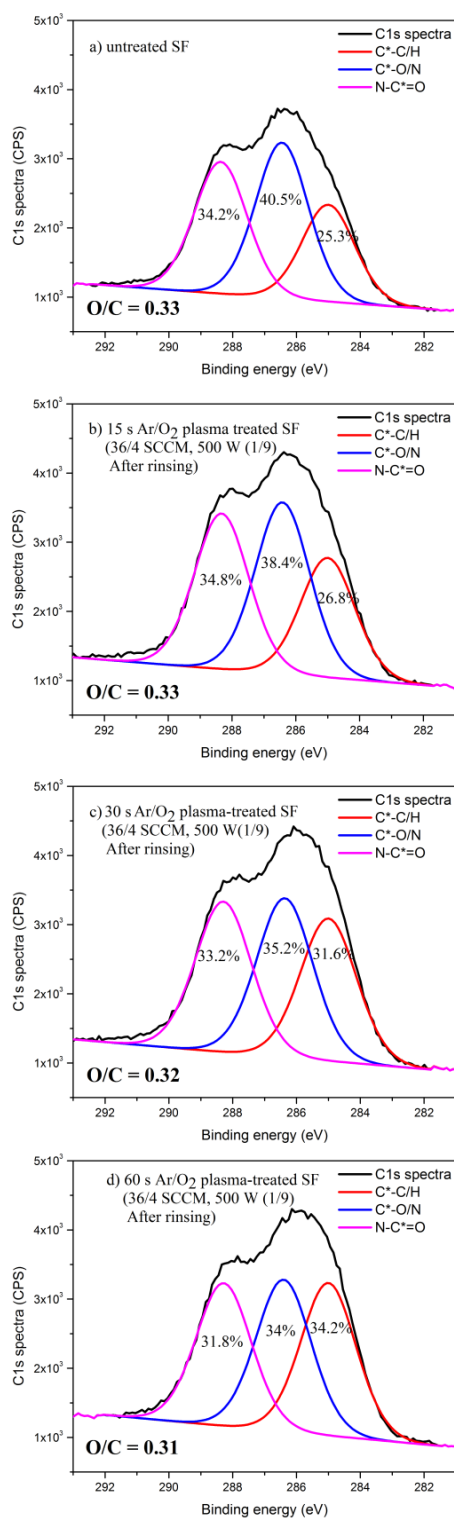 a) untreated SF
C1s spectra
C*-C/H
C*-O/N
N-C*=O
5x10³
4x10³
3x10³
2x10³
1x10³
C1s spectra (CPS)
34.2%
40.5%
25.3%
O/C = 0.33
292 290 288 286 284 282
Binding energy (eV)
b) 15 s Ar/O₂ plasma treated SF
(36/4 SCCM, 500 W (1/9)
After rinsing)
C1s spectra
C*-C/H
C*-O/N
N-C*=O
5x10³
4x10³
3x10³
2x10³
1x10³
C1s spectra (CPS)
34.8%
38.4%
26.8%
O/C = 0.33
292 290 288 286 284 282
Binding energy (eV)
c) 30 s Ar/O₂ plasma-treated SF
(36/4 SCCM, 500 W(1/9)
After rinsing)
C1s spectra
C*-C/H
C*-O/N
N-C*=O
5x10³
4x10³
3x10³
2x10³
1x10³
C1s spectra (CPS)
33.2%
35.2%
31.6%
O/C = 0.32
292 290 288 286 284 282
Binding energy (eV)
d) 60 s Ar/O₂ plasma-treated SF
(36/4 SCCM, 500 W (1/9)
After rinsing)
C1s spectra
C*-C/H
C*-O/N
N-C*=O
5x10³
4x10³
3x10³
2x10³
1x10³
C1s spectra (CPS)
31.8%
34%
34.2%
O/C = 0.31
292 290 288 286 284 282
Binding energy (eV)